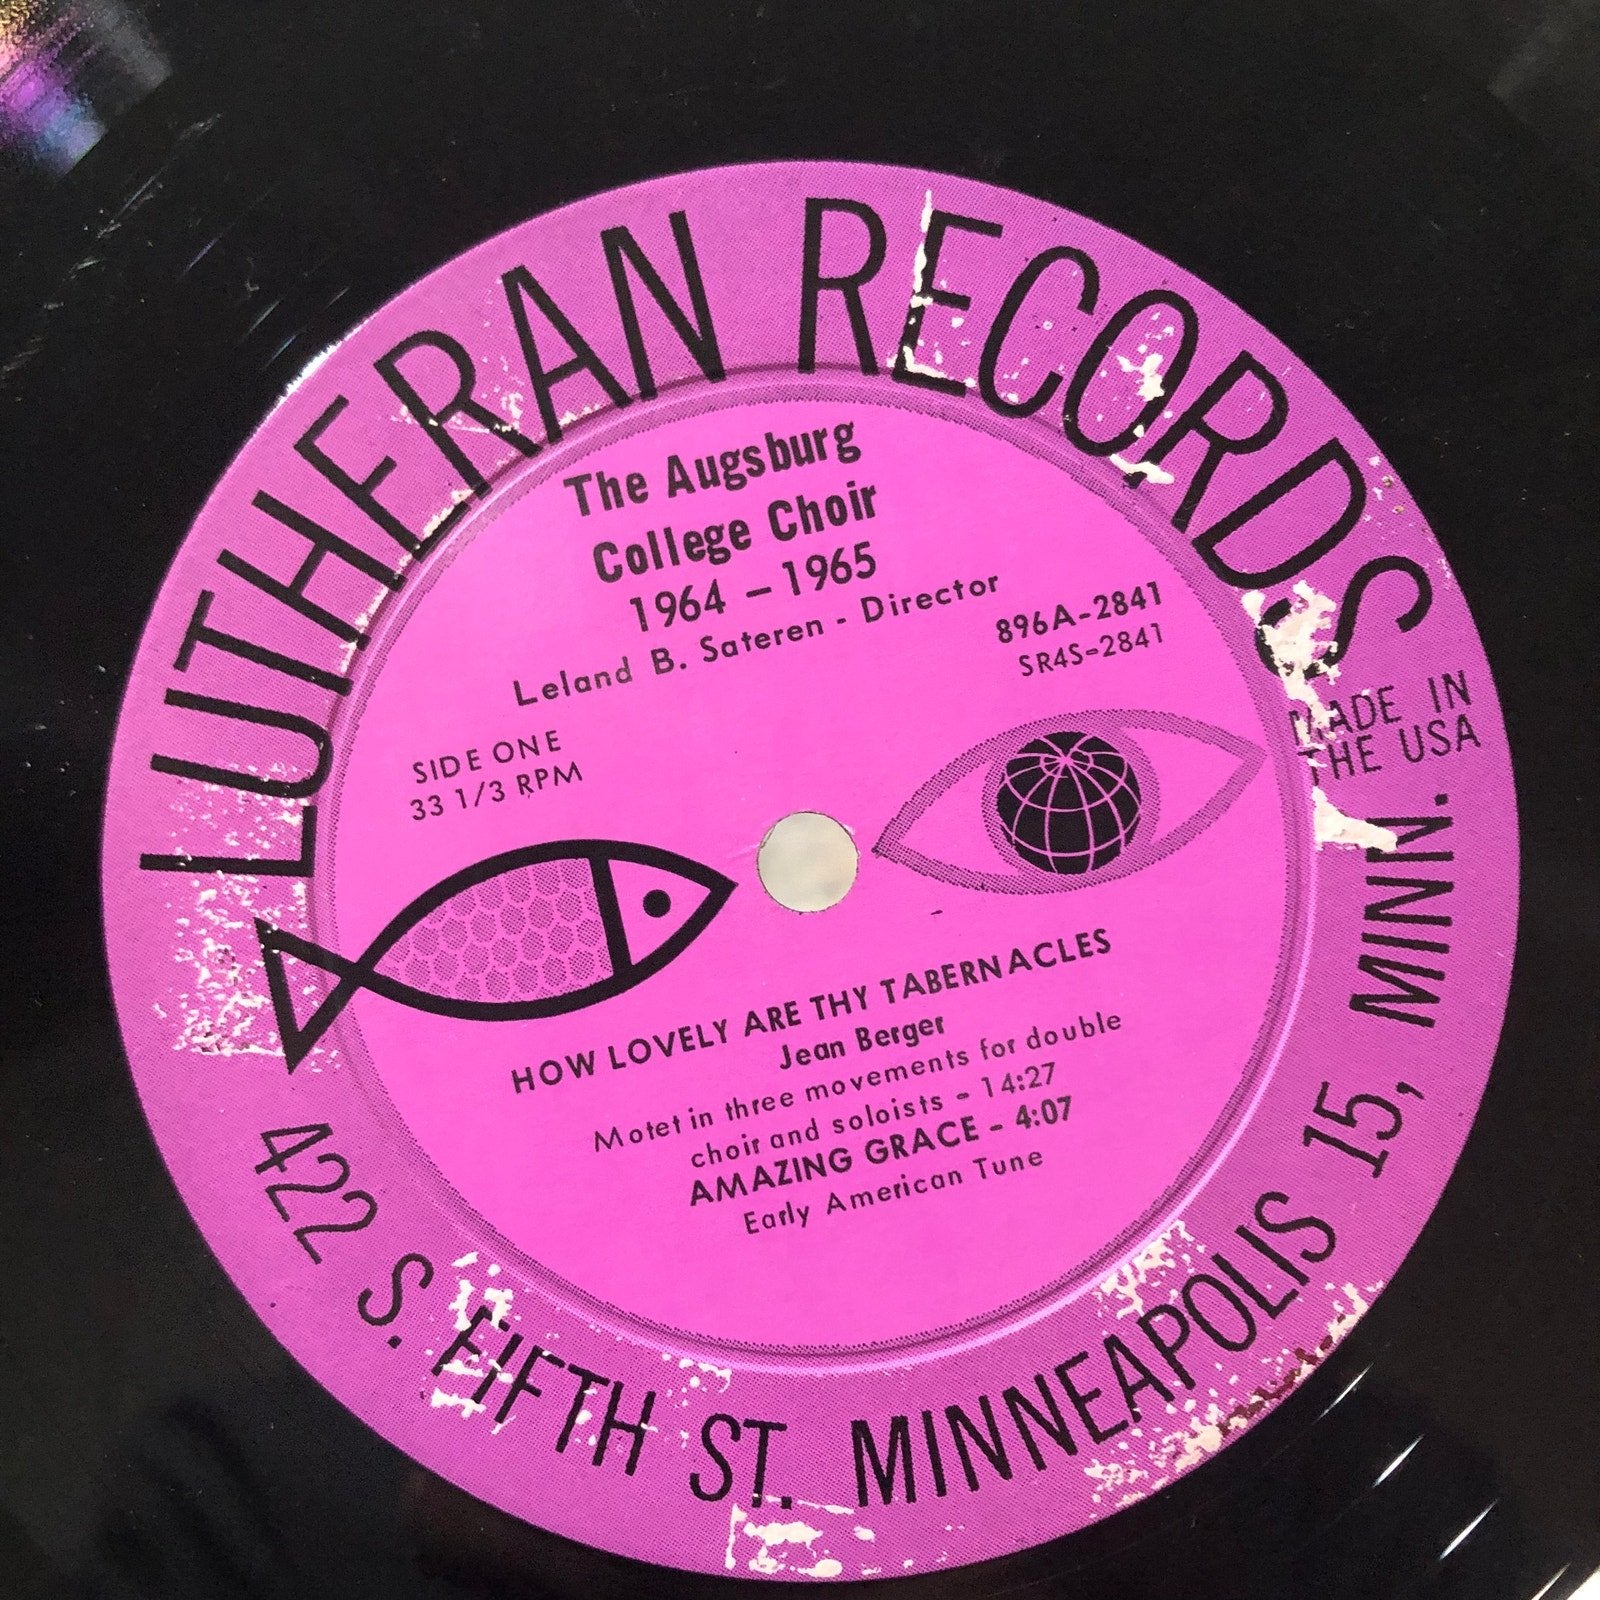 LUTHERAN RECORDS
The Augsburg
College Choir
1964 - 1965
Leland B. Sateren - Director
896A-2841
SR4S-2841
SIDE ONE
33 1/3 RPM
MADE IN
THE USA
HOW LOVELY ARE THY TABERNACLES
Jean Berger
Motet in three movements for double
choir and soloists - 14:27
AMAZING GRACE - 4:07
Early American Tune
422 S. FIFTH ST. MINNEAPOLIS 15, MINN.